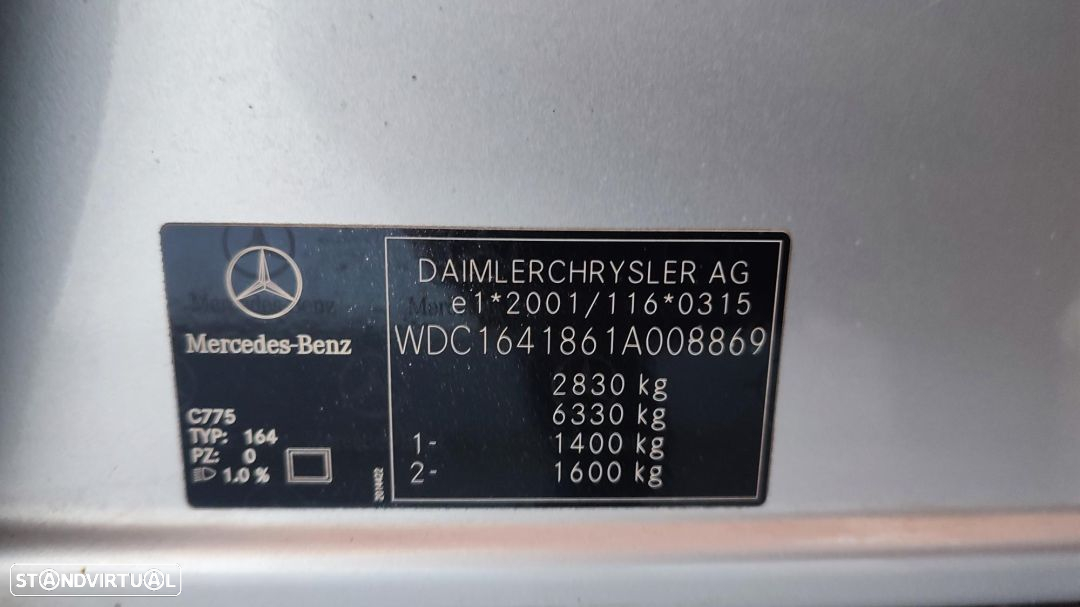 Mercedes-Benz
C775
TYP: 164
PZ: 0
1.0 %
2014422
DAIMLERCHRYSLER AG
e1*2001/116*0315
WDC1641861A008869
2830 kg
6330 kg
1- 1400 kg
2- 1600 kg
STANDVIRTUAL